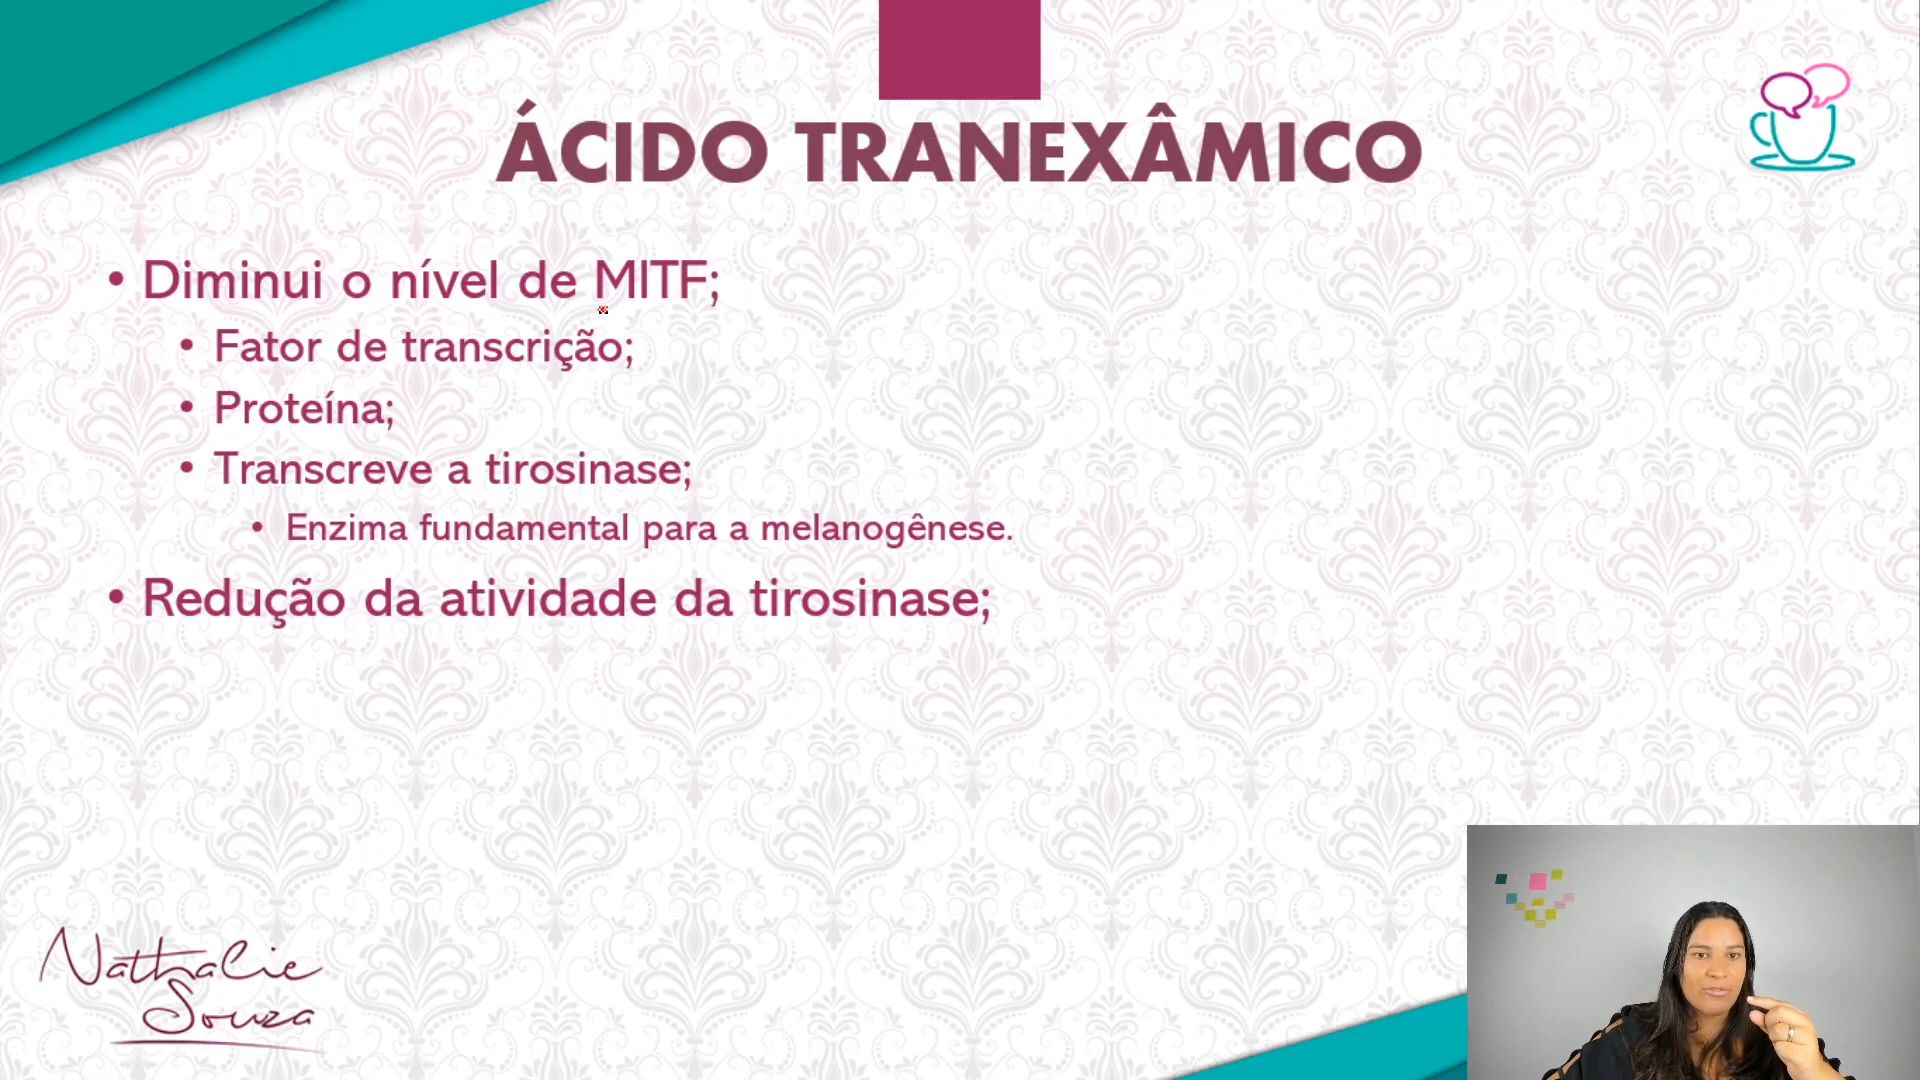 ÁCIDO TRANEXÂMICO
• Diminui o nível de MITF;
• Fator de transcrição;
• Proteína;
• Transcreve a tirosinase;
• Enzima fundamental para a melanogênese.
• Redução da atividade da tirosinase;
Nathalie
Souza